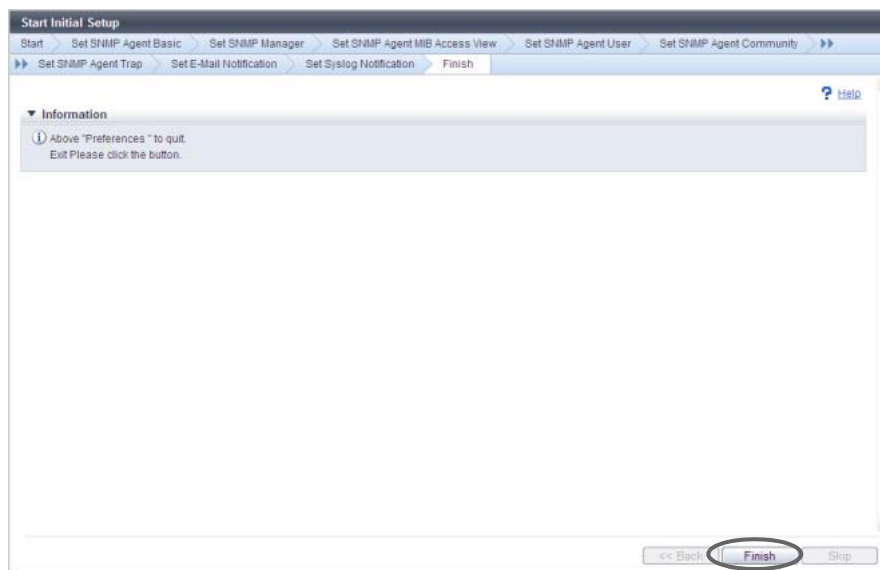 Start Initial Setup
Start Set SNMP Agent Basic Set SNMP Manager Set SNMP Agent MIB Access View Set SNMP Agent User Set SNMP Agent Community
Set SNMP Agent Trap Set E-Mail Notification Set Syslog Notification Finish
? Help
Information
Above "Preferences " to quit.
Exit Please click the button.
<< Back Finish Skip